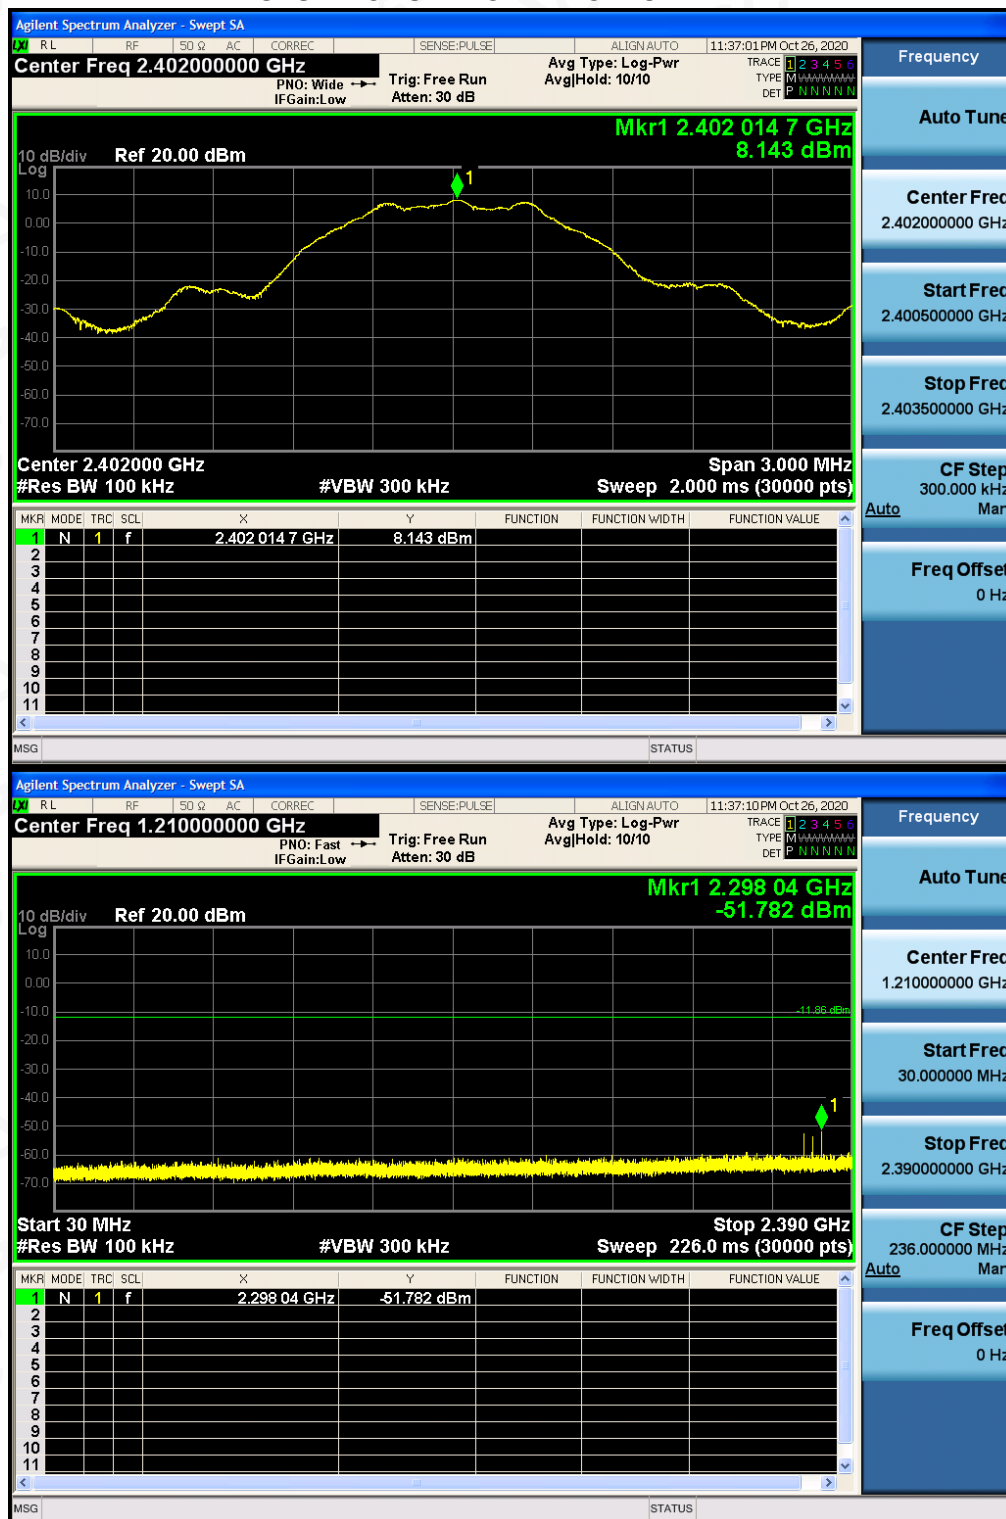 Agilent Spectrum Analyzer - Swept SA
LXI RL RF 50 Ω AC CORREC SENSE:PULSE ALIGN AUTO 11:37:01 PM Oct 26, 2020
Center Freq 2.402000000 GHz
PNO: Wide
IFGain:Low
Trig: Free Run
Atten: 30 dB
Avg Type: Log-Pwr
Avg|Hold: 10/10
TRACE 1 2 3 4 5 6
TYPE M W W W W W
DET P N N N N N
Mkr1 2.402 014 7 GHz
8.143 dBm
10 dB/div Ref 20.00 dBm
Log
1
10.0
0.00
-10.0
-20.0
-30.0
-40.0
-50.0
-60.0
-70.0
Center 2.402000 GHz Span 3.000 MHz
#Res BW 100 kHz #VBW 300 kHz Sweep 2.000 ms (30000 pts)
MKR MODE TRC SCL X Y FUNCTION FUNCTION WIDTH FUNCTION VALUE
1 N 1 f 2.402 014 7 GHz 8.143 dBm
2
3
4
5
6
7
8
9
10
11
MSG STATUS
Frequency
Auto Tune
Center Freq
2.402000000 GHz
Start Freq
2.400500000 GHz
Stop Freq
2.403500000 GHz
CF Step
300.000 kHz
Auto Man
Freq Offset
0 Hz
Agilent Spectrum Analyzer - Swept SA
LXI RL RF 50 Ω AC CORREC SENSE:PULSE ALIGN AUTO 11:37:10 PM Oct 26, 2020
Center Freq 1.210000000 GHz
PNO: Fast
IFGain:Low
Trig: Free Run
Atten: 30 dB
Avg Type: Log-Pwr
Avg|Hold: 10/10
TRACE 1 2 3 4 5 6
TYPE M W W W W W
DET P N N N N N
Mkr1 2.298 04 GHz
-51.782 dBm
10 dB/div Ref 20.00 dBm
Log
10.0
0.00
-10.0
-11.86 dBm
-20.0
-30.0
-40.0
1
-50.0
-60.0
-70.0
Start 30 MHz Stop 2.390 GHz
#Res BW 100 kHz #VBW 300 kHz Sweep 226.0 ms (30000 pts)
MKR MODE TRC SCL X Y FUNCTION FUNCTION WIDTH FUNCTION VALUE
1 N 1 f 2.298 04 GHz -51.782 dBm
2
3
4
5
6
7
8
9
10
11
MSG STATUS
Frequency
Auto Tune
Center Freq
1.210000000 GHz
Start Freq
30.000000 MHz
Stop Freq
2.390000000 GHz
CF Step
236.000000 MHz
Auto Man
Freq Offset
0 Hz